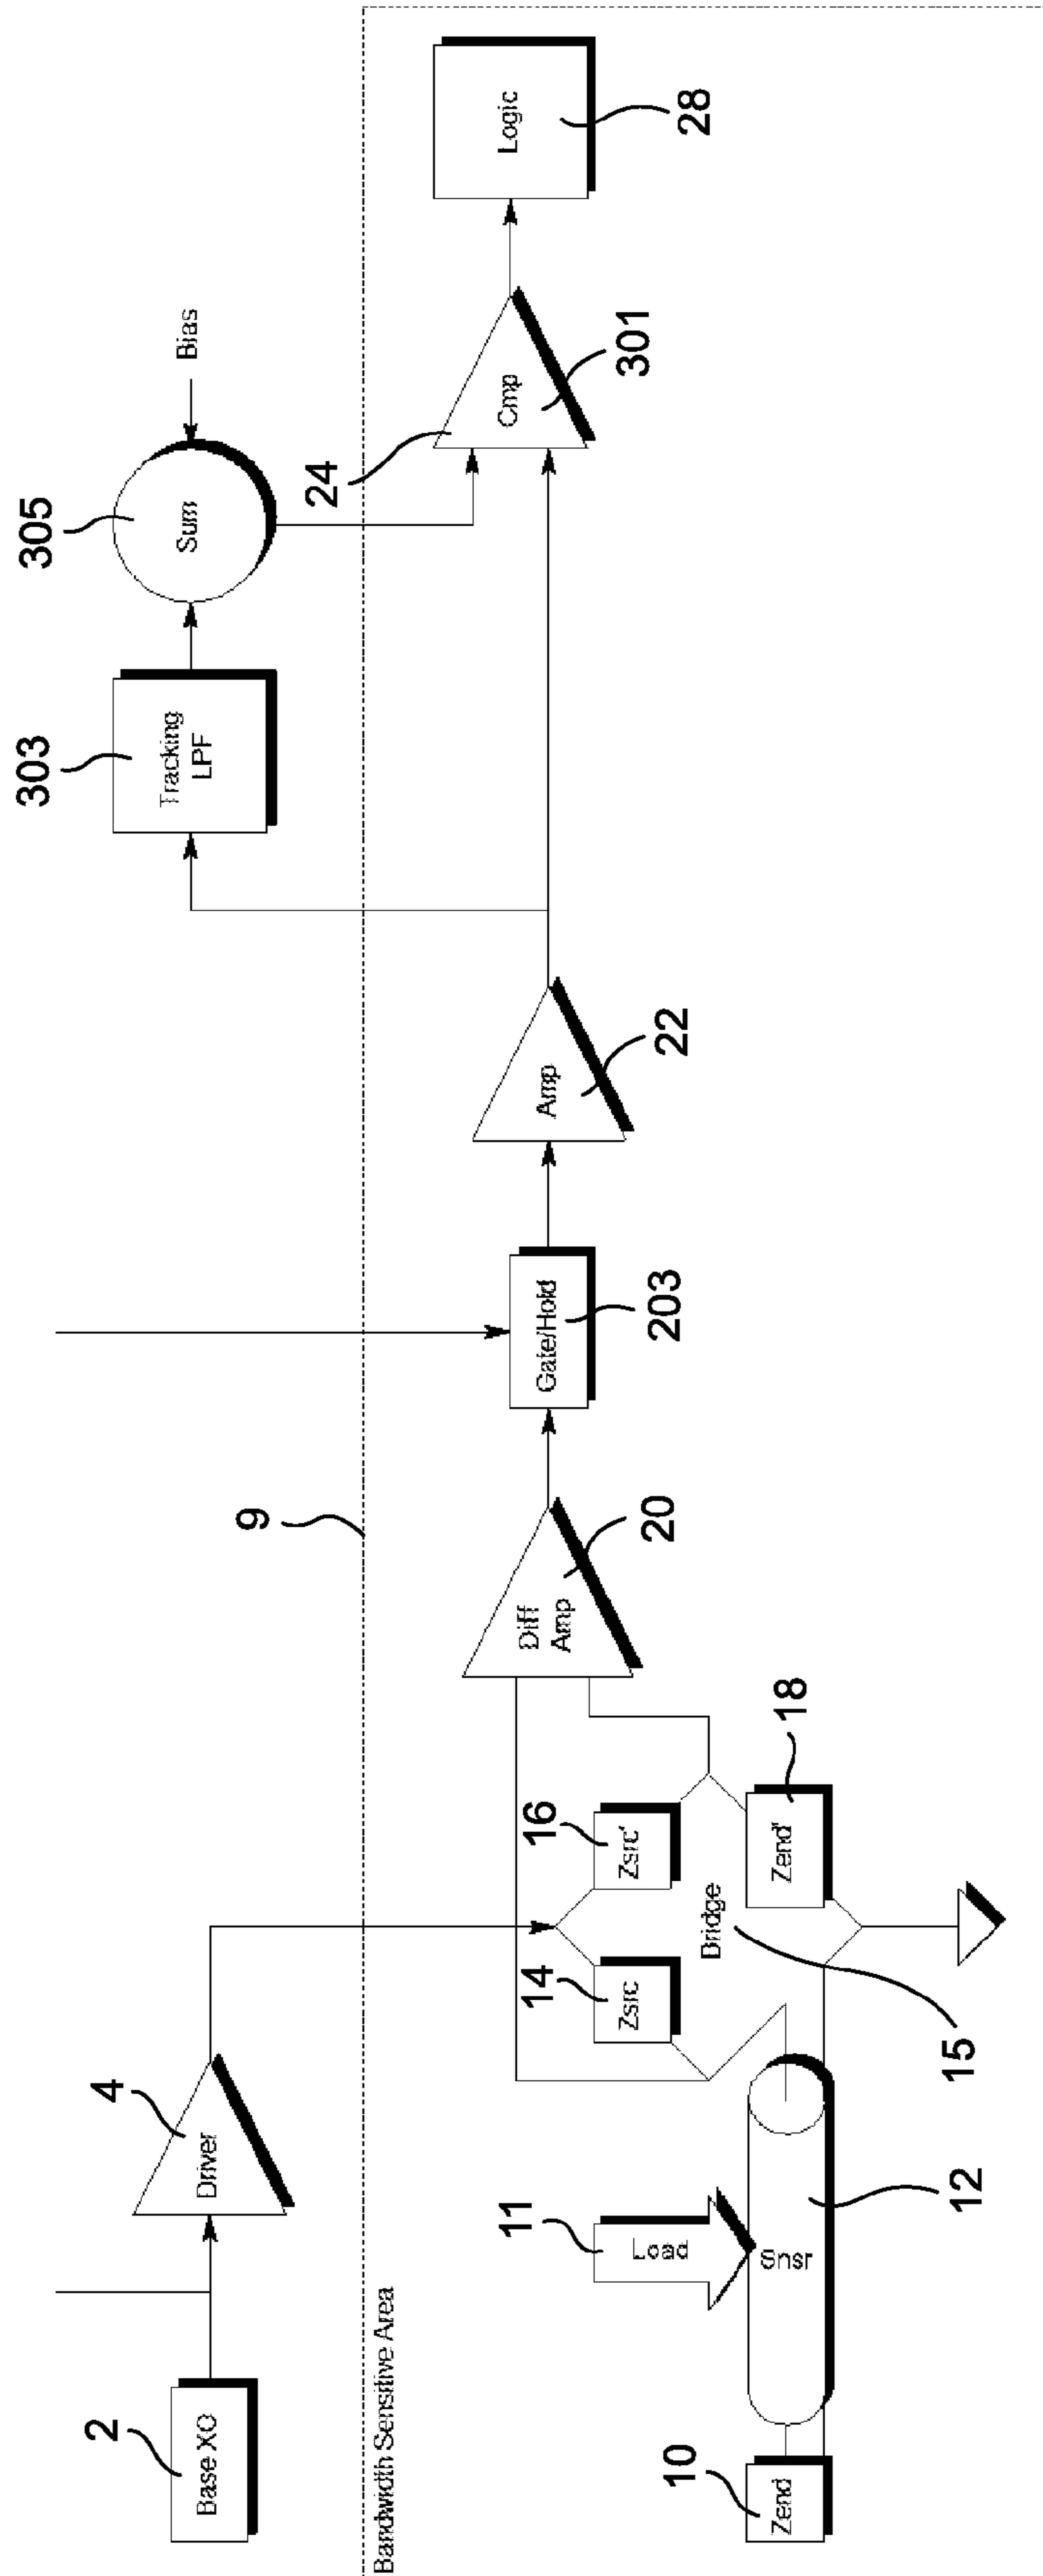 2
Base XO
4
Driver
303
Tracking
LPF
305
Sum
Bias
9
Bandwidth Sensitive Area
10
Zend
11
Load
Snsr
12
14
Zsrc
16
Zsrc'
Bridge
15
Zend"
18
Diff
Amp
20
Gate/Hold
203
Amp
22
24
Cmp
301
Logic
28